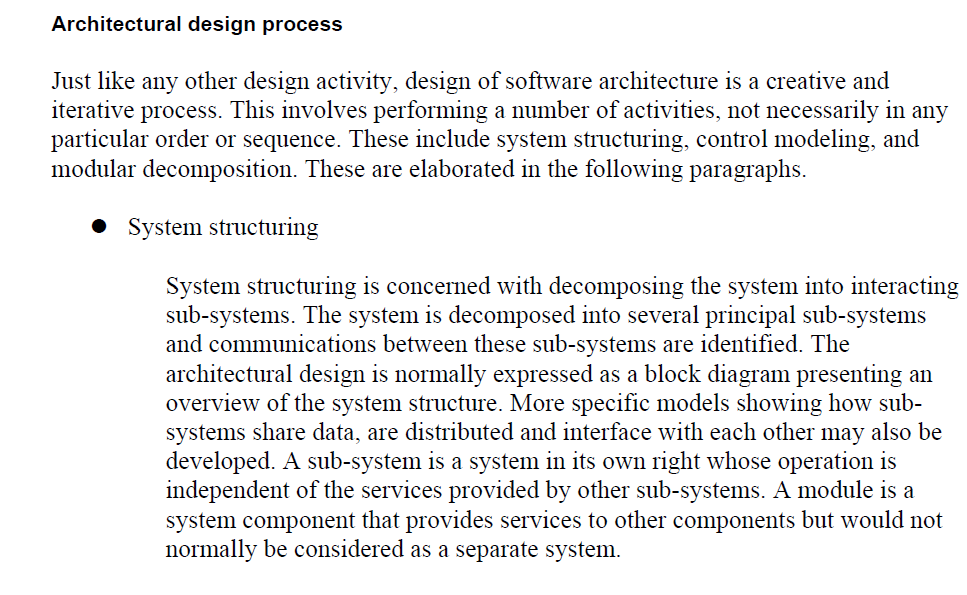 Architectural design process
Just like any other design activity, design of software architecture is a creative and
iterative process. This involves performing a number of activities, not necessarily in any
particular order or sequence. These include system structuring, control modeling, and
modular decomposition. These are elaborated in the following paragraphs.
● System structuring
System structuring is concerned with decomposing the system into interacting
sub-systems. The system is decomposed into several principal sub-systems
and communications between these sub-systems are identified. The
architectural design is normally expressed as a block diagram presenting an
overview of the system structure. More specific models showing how sub-
systems share data, are distributed and interface with each other may also be
developed. A sub-system is a system in its own right whose operation is
independent of the services provided by other sub-systems. A module is a
system component that provides services to other components but would not
normally be considered as a separate system.